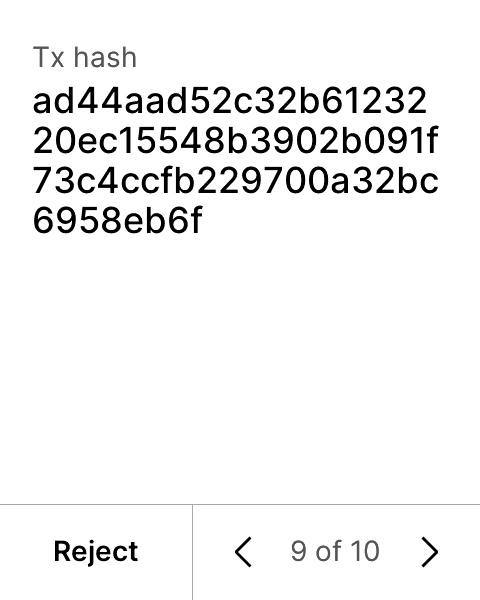 Tx hash
ad44aad52c32b61232
20ec15548b3902b091f
73c4ccfb229700a32bc
6958eb6f
Reject
9 of 10